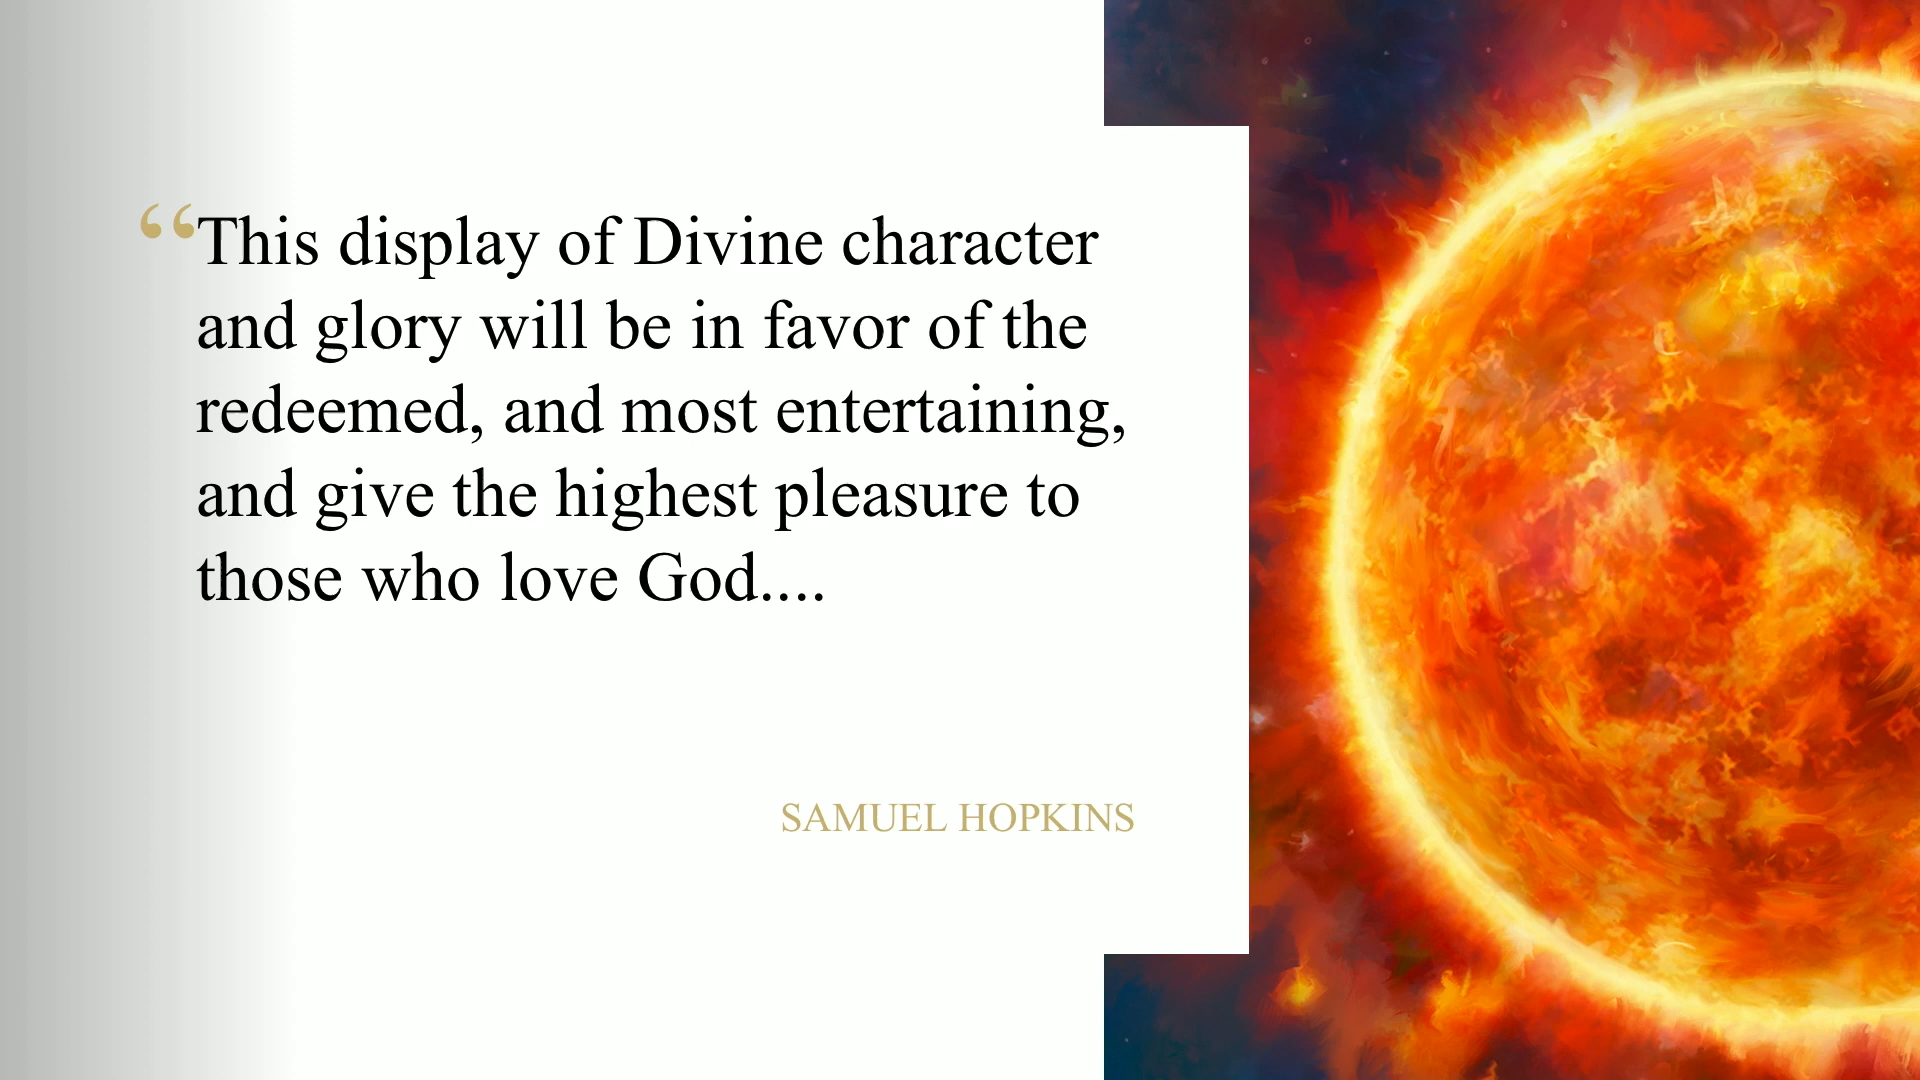 “This display of Divine character
and glory will be in favor of the
redeemed, and most entertaining,
and give the highest pleasure to
those who love God....
SAMUEL HOPKINS